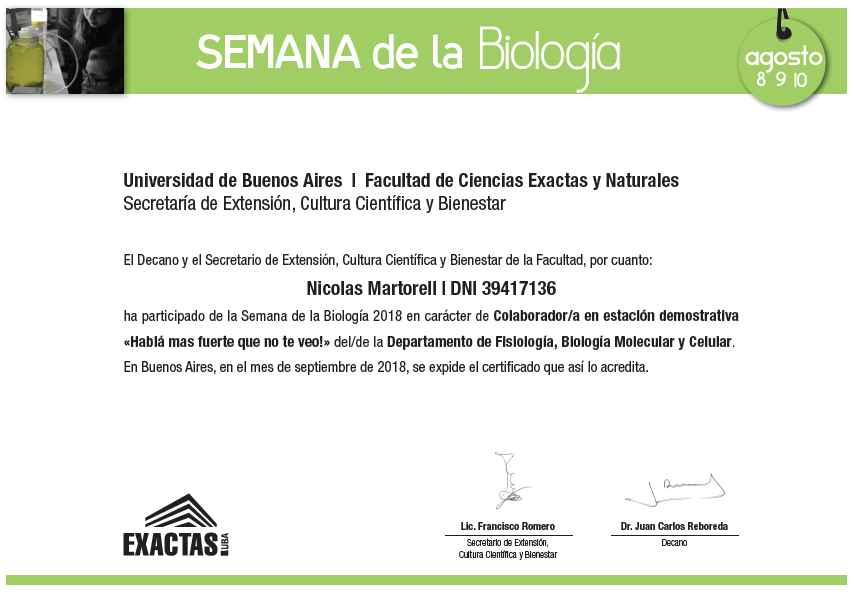 SEMANA de la Biología
agosto
8 9 10
Universidad de Buenos Aires | Facultad de Ciencias Exactas y Naturales
Secretaría de Extensión, Cultura Científica y Bienestar
El Decano y el Secretario de Extensión, Cultura Científica y Bienestar de la Facultad, por cuanto:
Nicolas Martorell | DNI 39417136
ha participado de la Semana de la Biología 2018 en carácter de Colaborador/a en estación demostrativa
«Hablá mas fuerte que no te veo!» del/de la Departamento de Fisiología, Biología Molecular y Celular.
En Buenos Aires, en el mes de septiembre de 2018, se expide el certificado que así lo acredita.
EXACTAS UBA
Lic. Francisco Romero
Secretario de Extensión,
Cultura Científica y Bienestar
Dr. Juan Carlos Reboreda
Decano